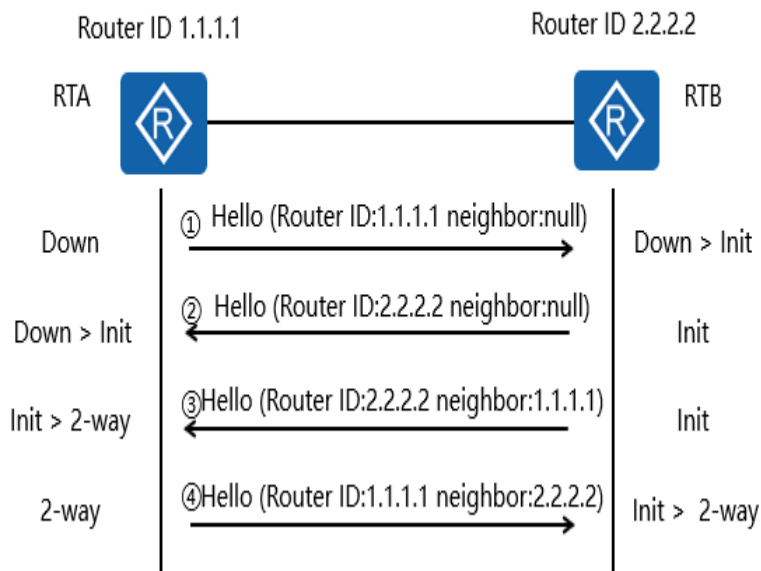 Router ID 1.1.1.1
Router ID 2.2.2.2
RTA
R
R
RTB
Down
① Hello (Router ID:1.1.1.1 neighbor:null)
Down > Init
Down > Init
② Hello (Router ID:2.2.2.2 neighbor:null)
Init
Init > 2-way
③Hello (Router ID:2.2.2.2 neighbor:1.1.1.1)
Init
2-way
④Hello (Router ID:1.1.1.1 neighbor:2.2.2.2)
Init > 2-way